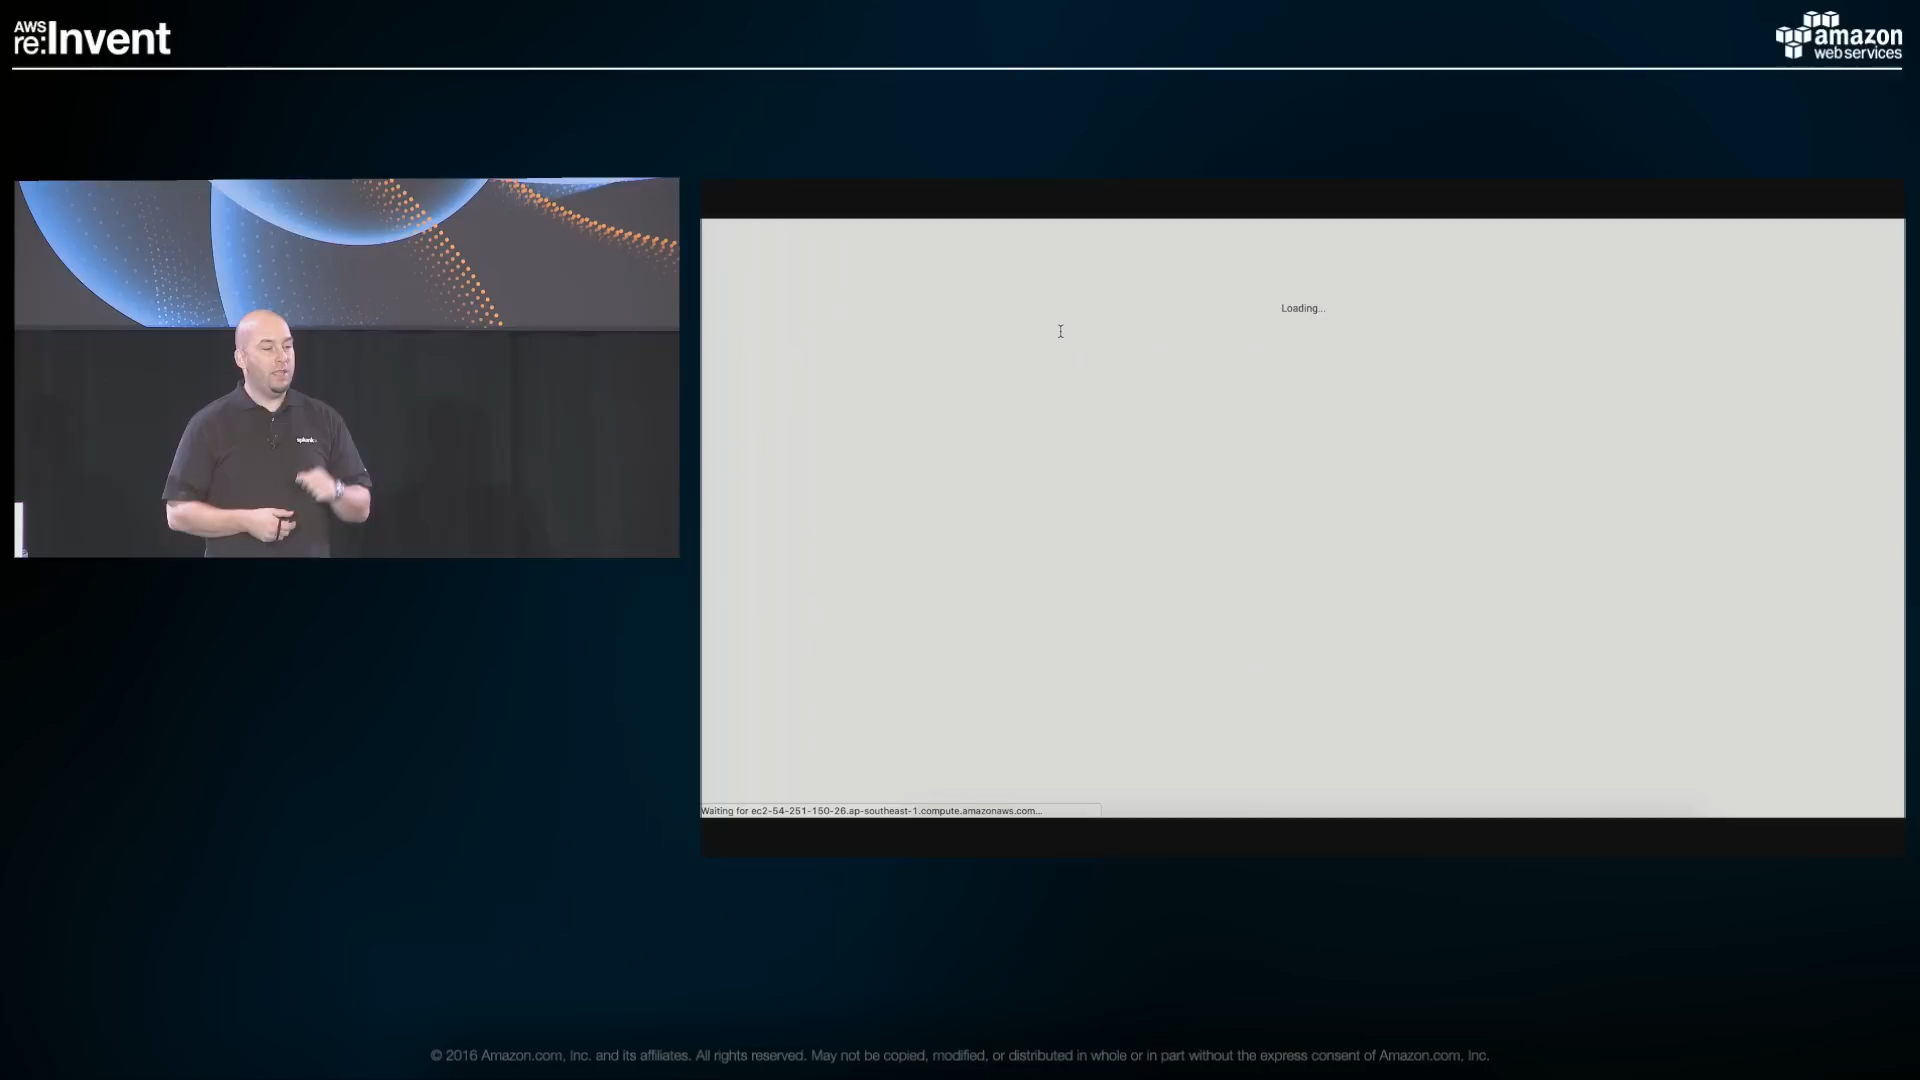 AWS
re:Invent
amazon
webservices
splunk>
Loading...
Waiting for ec2-54-251-150-26.ap-southeast-1.compute.amazonaws.com...
© 2016 Amazon.com, Inc. and its affiliates. All rights reserved. May not be copied, modified, or distributed in whole or in part without the express consent of Amazon.com, Inc.